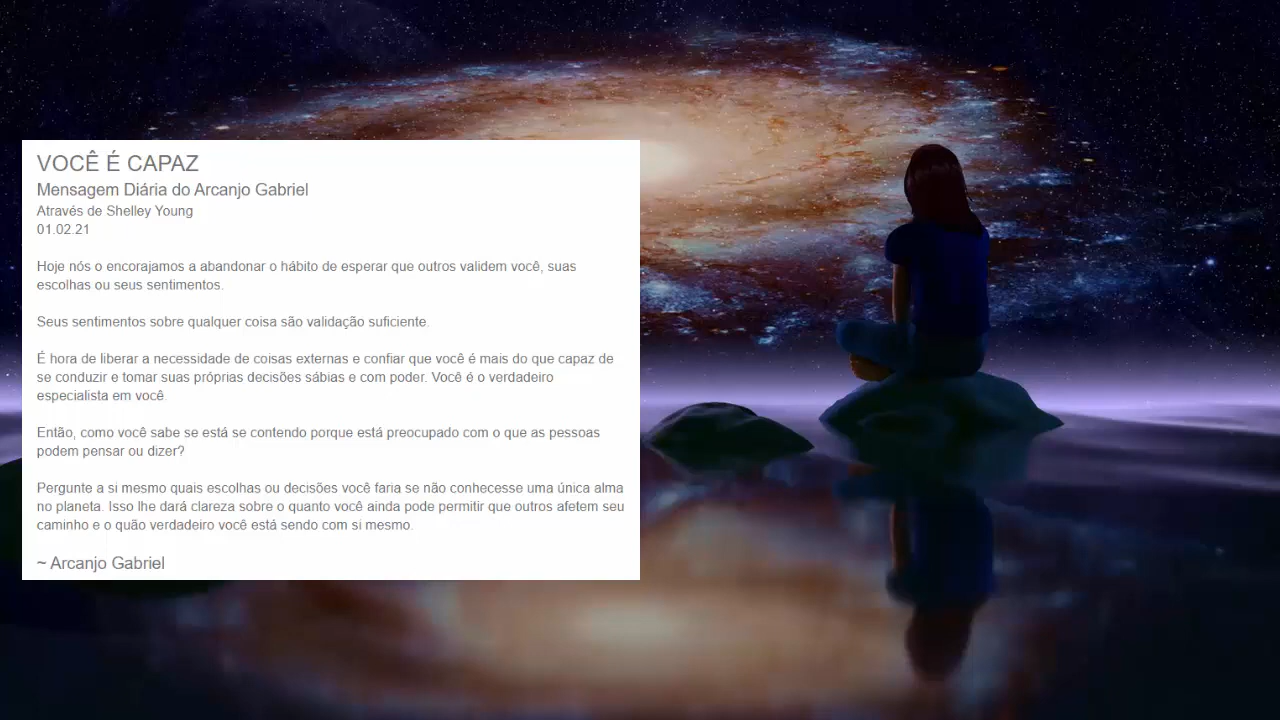 VOCÊ É CAPAZ
Mensagem Diária do Arcanjo Gabriel
Através de Shelley Young
01.02.21
Hoje nós o encorajamos a abandonar o hábito de esperar que outros validem você, suas
escolhas ou seus sentimentos.
Seus sentimentos sobre qualquer coisa são validação suficiente.
É hora de liberar a necessidade de coisas externas e confiar que você é mais do que capaz de
se conduzir e tomar suas próprias decisões sábias e com poder. Você é o verdadeiro
especialista em você
Então, como você sabe se está se contendo porque está preocupado com o que as pessoas
podem pensar ou dizer?
Pergunte a si mesmo quais escolhas ou decisões você faria se não conhecesse uma única alma
no planeta. Isso lhe dará clareza sobre o quanto você ainda pode permitir que outros afetem seu
caminho e o quão verdadeiro você está sendo com si mesmo.
~ Arcanjo Gabriel